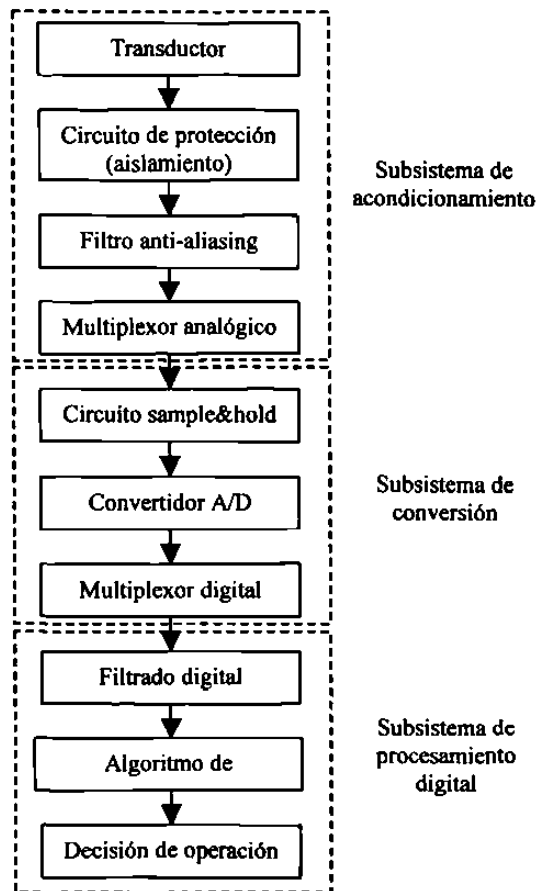 Transductor
Circuito de protección
(aislamiento)
Filtro anti-aliasing
Multiplexor analógico
Subsistema de
acondicionamiento
Circuíto sample&hold
Convertidor A/D
Multiplexor digital
Subsistema de
conversión
Filtrado digital
Algoritmo de
Decisión de operación
Subsistema de
procesamiento
digital